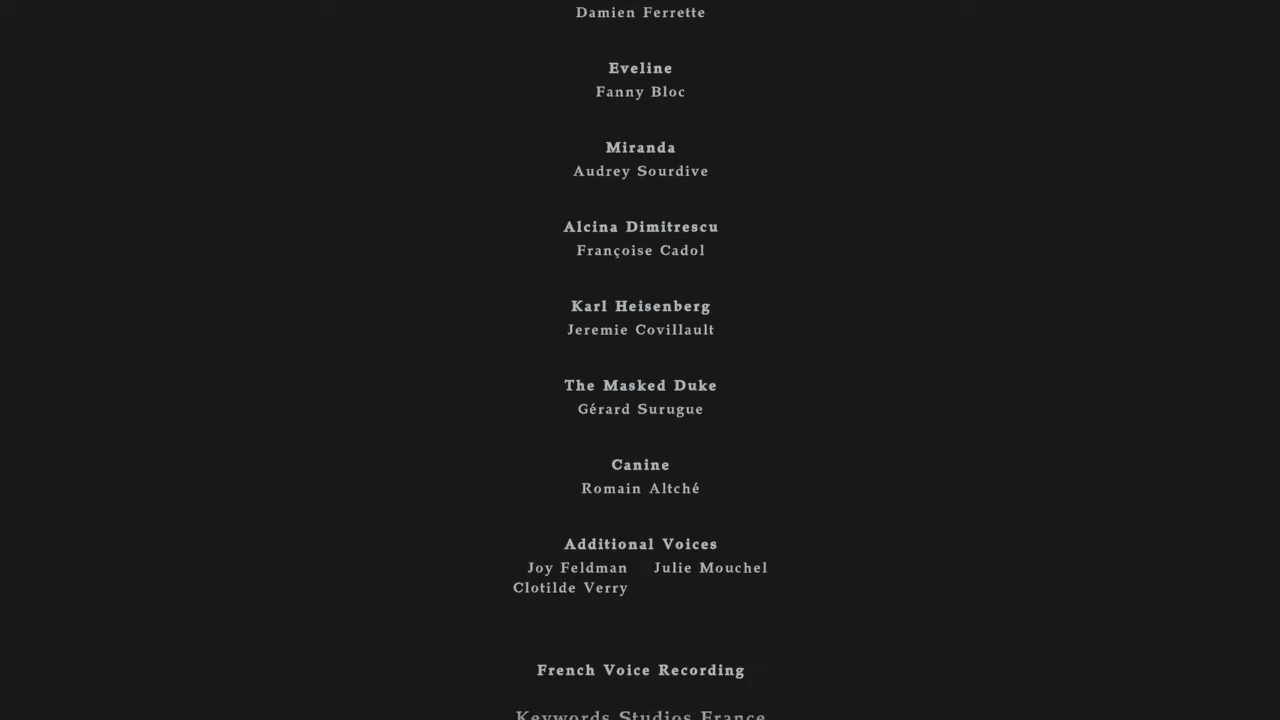 Damien Ferrette
Eveline
Fanny Bloc
Miranda
Audrey Sourdive
Alcina Dimitrescu
Françoise Cadol
Karl Heisenberg
Jeremie Covillault
The Masked Duke
Gérard Surugue
Canine
Romain Altché
Additional Voices
Joy Feldman Julie Mouchel
Clotilde Verry
French Voice Recording
Keywords Studios France